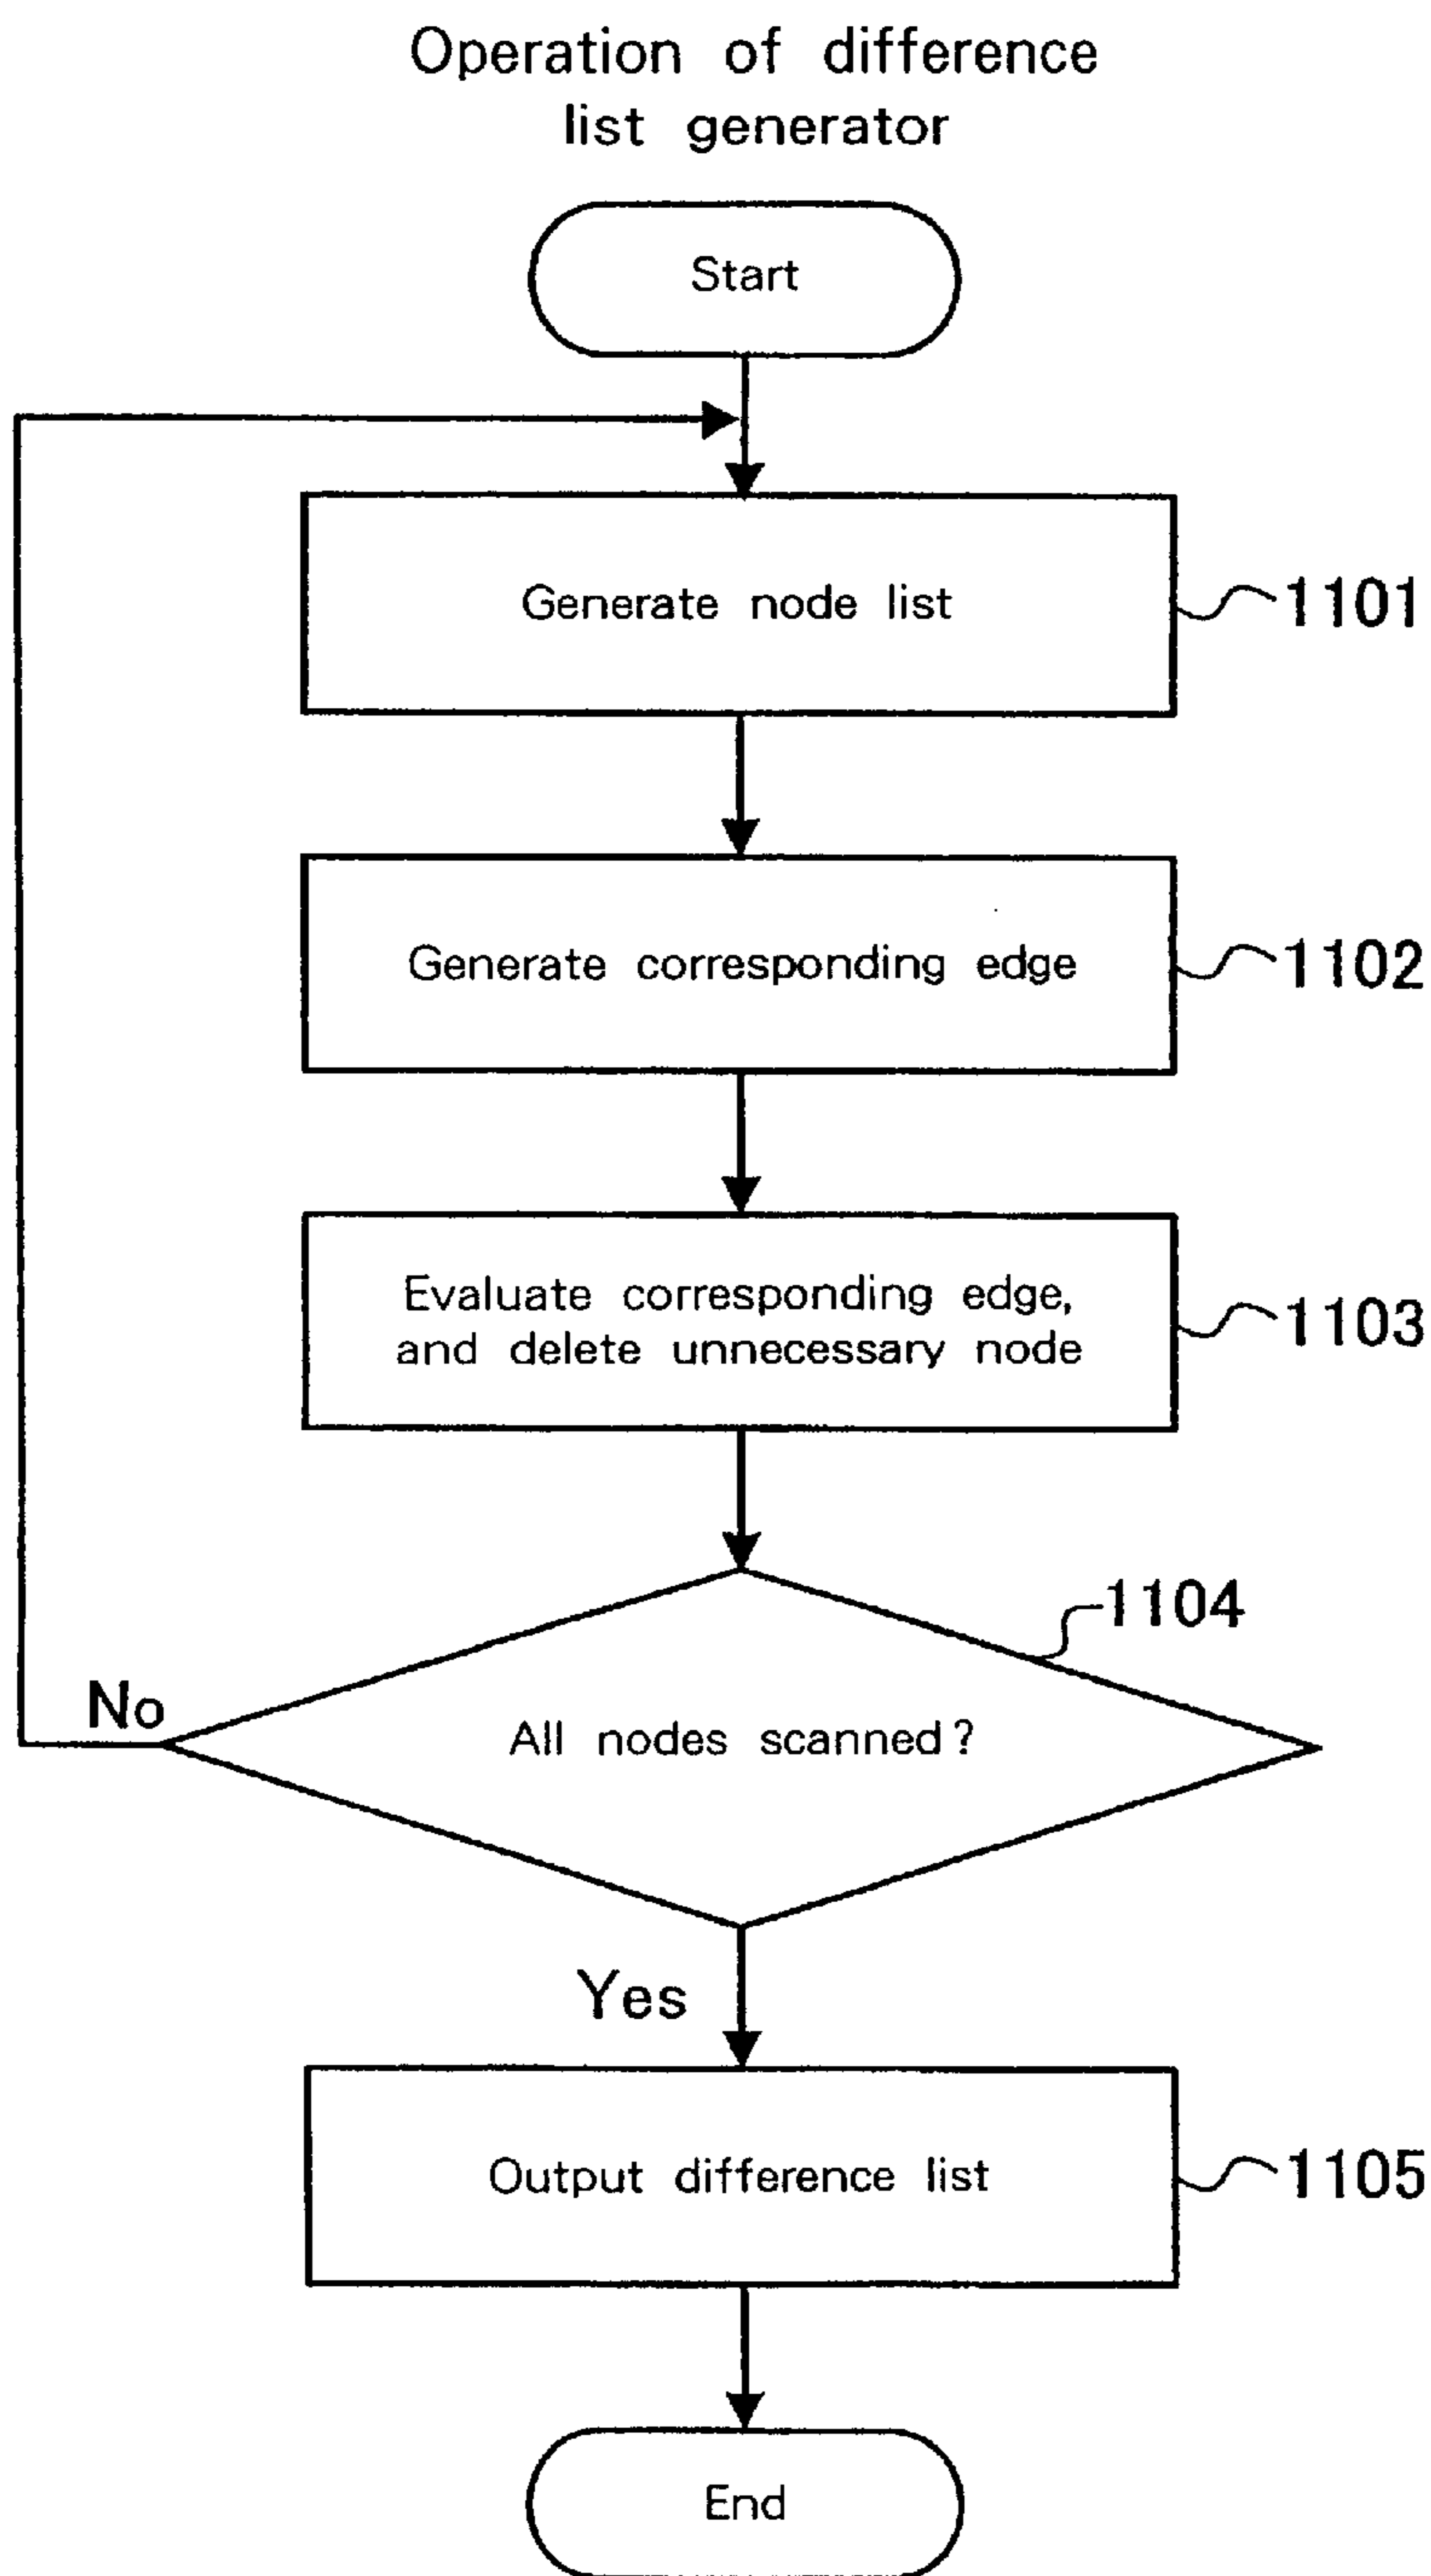 Operation of difference
list generator
Start
Generate node list
1101
Generate corresponding edge
1102
Evaluate corresponding edge,
and delete unnecessary node
1103
1104
All nodes scanned?
No
Yes
Output difference list
1105
End